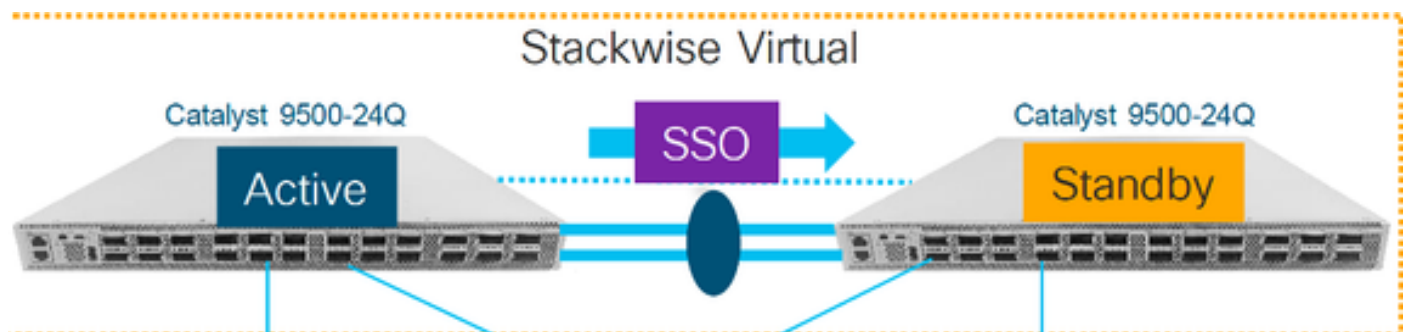 Stackwise Virtual
Catalyst 9500-24Q
SSO
Catalyst 9500-24Q
Active
Standby